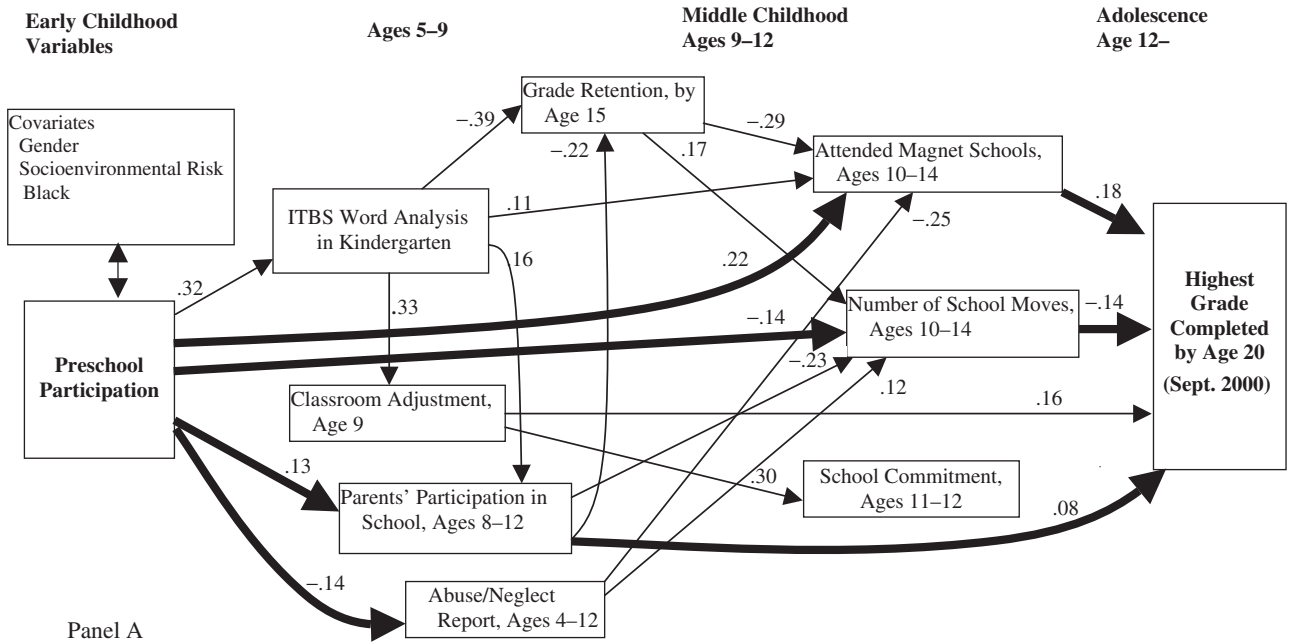 Early Childhood
Variables
Ages 5–9
Middle Childhood
Ages 9–12
Adolescence
Age 12–
Covariates
Gender
Socioenvironmental Risk
Black
Grade Retention, by
Age 15
–.39
–.22
–.29
.17
Attended Magnet Schools,
Ages 10–14
.18
ITBS Word Analysis
in Kindergarten
.11
.16
–.25
.32
.33
.22
–.14
Number of School Moves,
Ages 10–14
–.14
Highest
Grade
Completed
by Age 20
(Sept. 2000)
Preschool
Participation
–.23
.12
Classroom Adjustment,
Age 9
.16
.13
.30
School Commitment,
Ages 11–12
Parents’ Participation in
School, Ages 8–12
.08
–.14
Abuse/Neglect
Report, Ages 4–12
Panel A